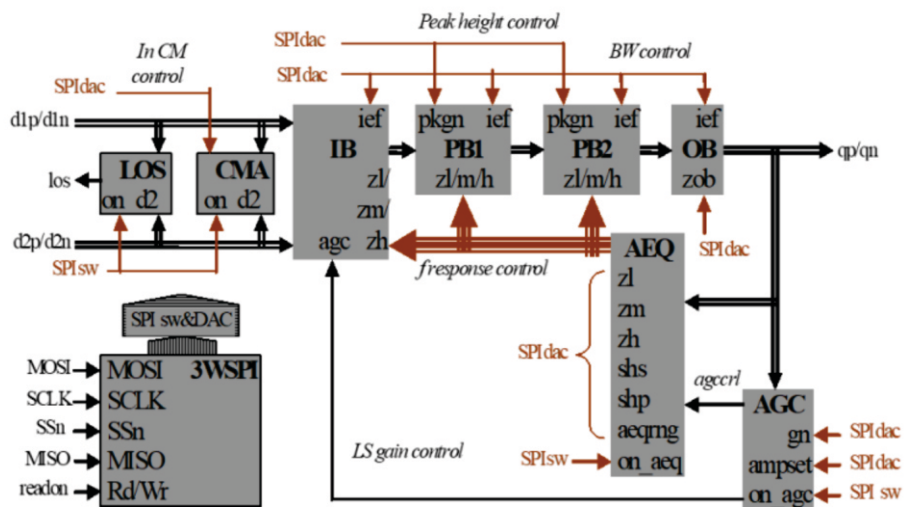 Peak height control
SPIdac
In CM
control
BW control
SPIdac
SPIdac
d1p/d1n
ief
pkgn ief
pkgn ief
ief
IB
PB1
PB2
OB
qp/qn
LOS
CMA
zl/
zl/m/h
zl/m/h
zob
los
on d2
on d2
zm/
d2p/d2n
agc
zh
AEQ
SPIdac
SPIsw
f response control
zl
zm
SPI sw&DAC
zh
SPIdac
shs
MOSI
MOSI
3WSPI
shp
agccrl
AGC
SCLK
SCLK
aeqrng
gn
SPIdac
SSn
SSn
LS gain control
SPIsw
on_aeq
ampset
SPIdac
MISO
MISO
on_agc
SPI sw
readon
Rd/Wr